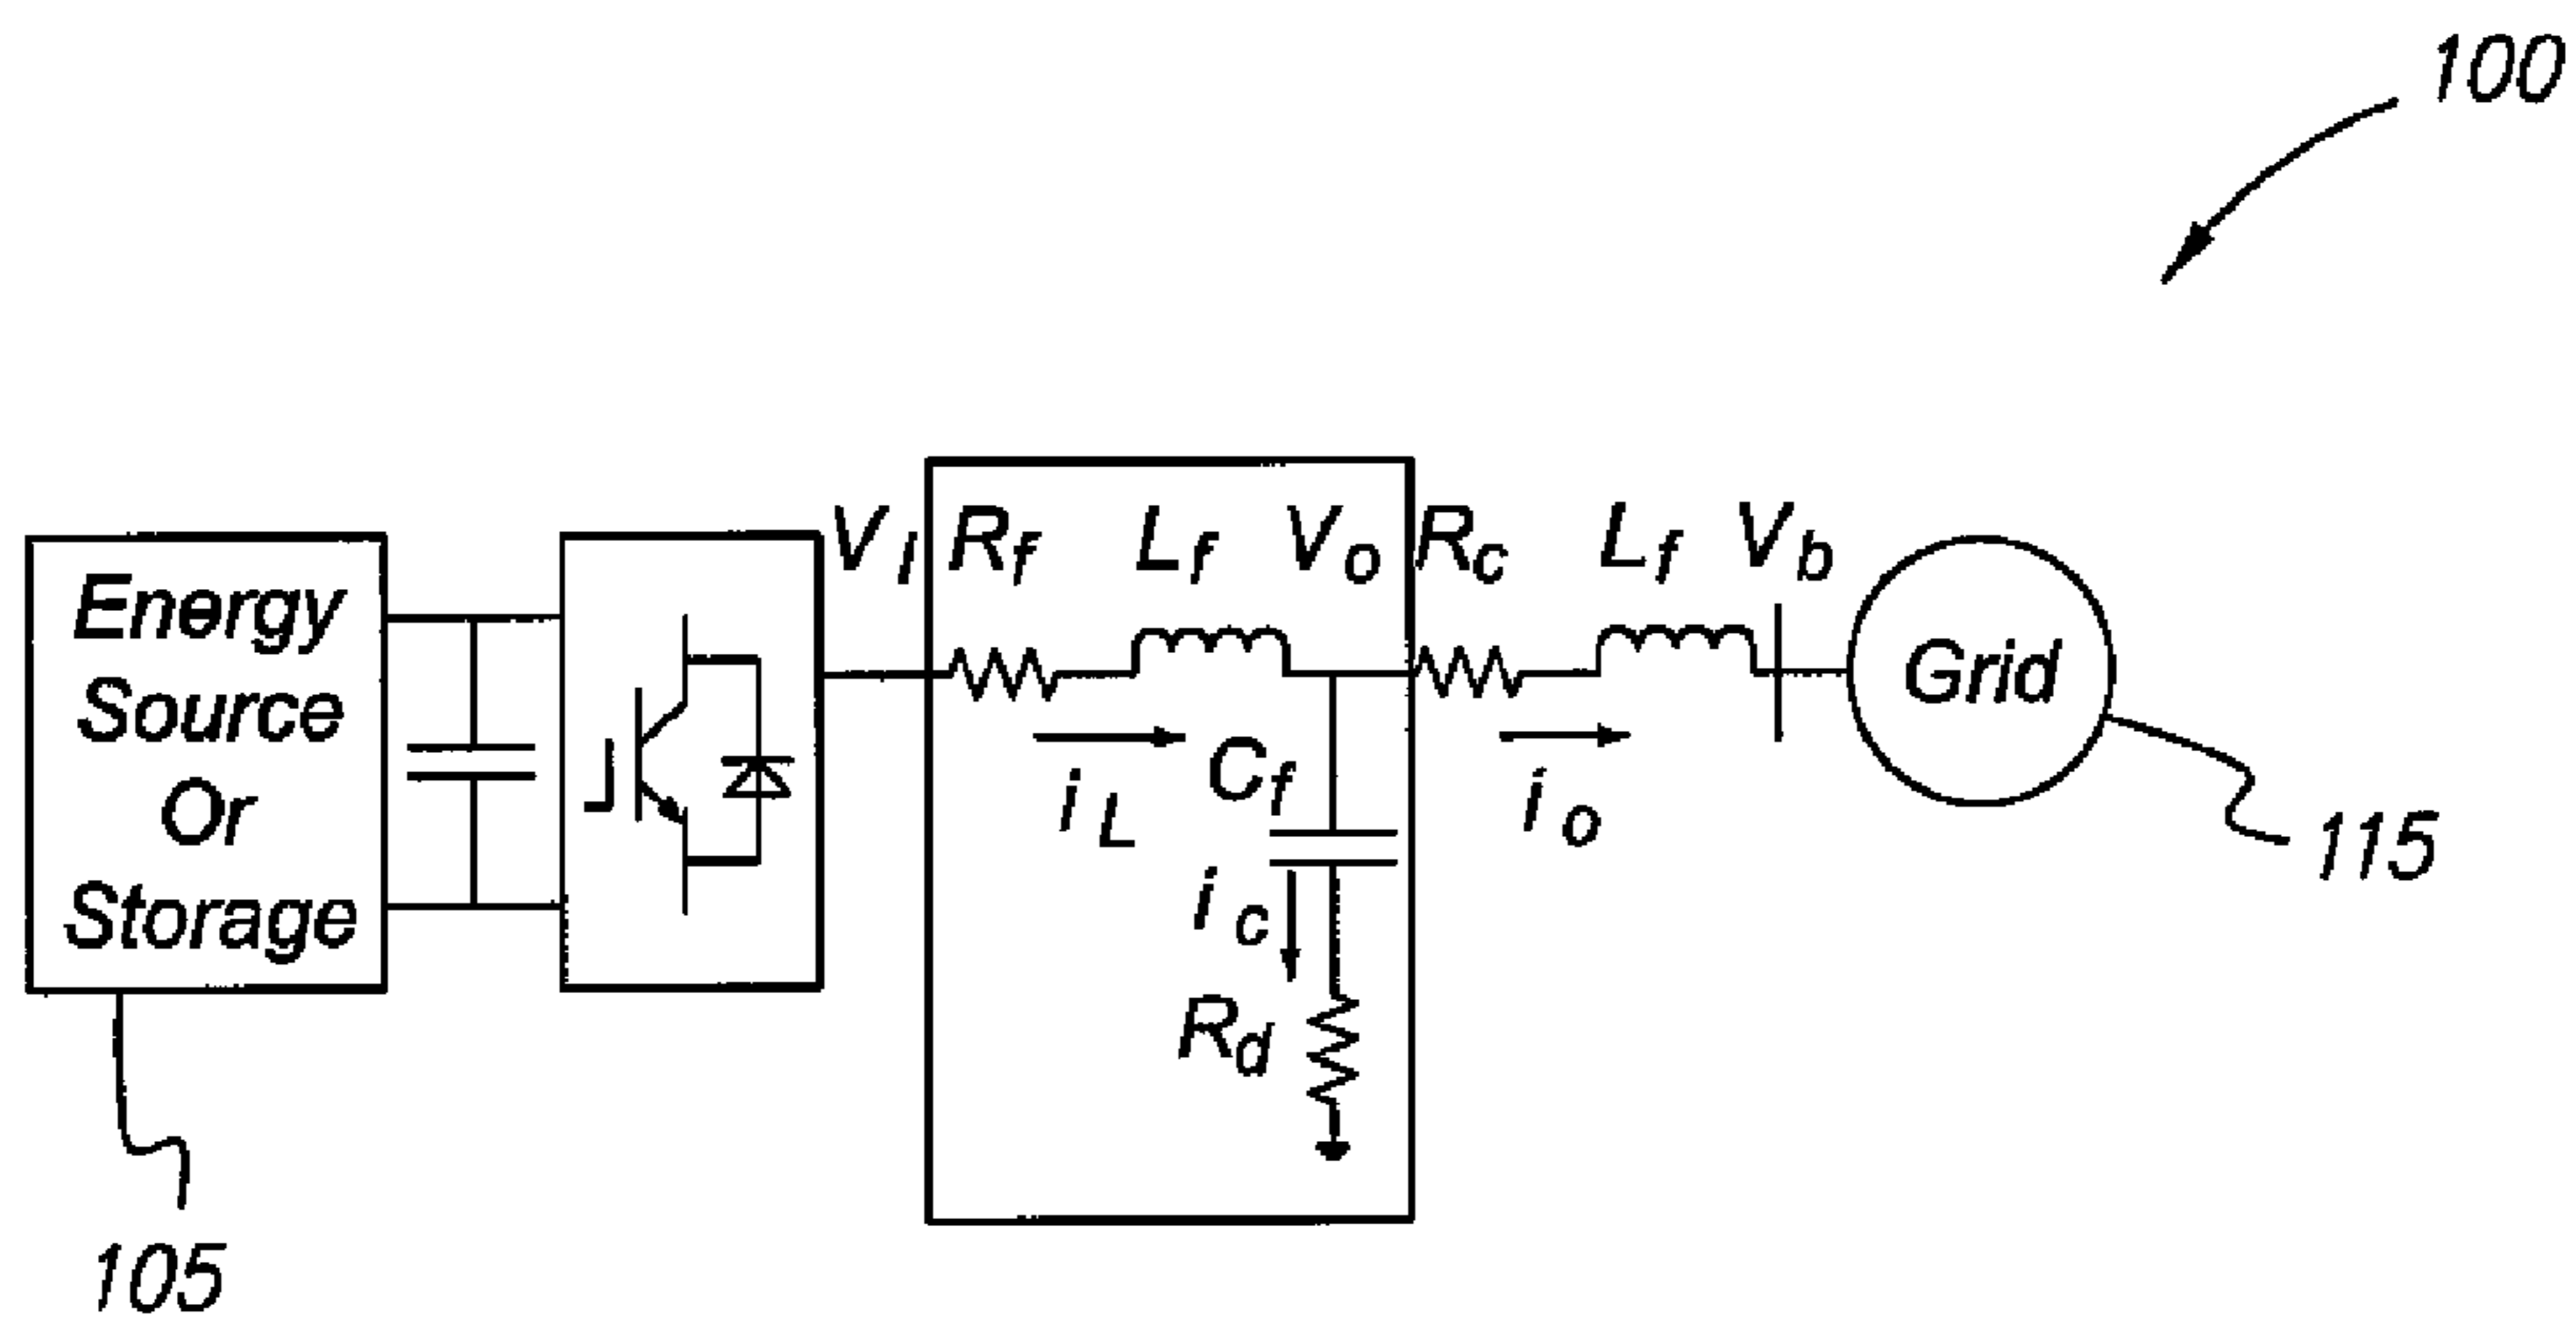 100
Energy
Source
Or
Storage
V_I R_f L_f V_o R_c L_f V_b
Grid
i_L C_f i_o
i_c
R_d
115
105